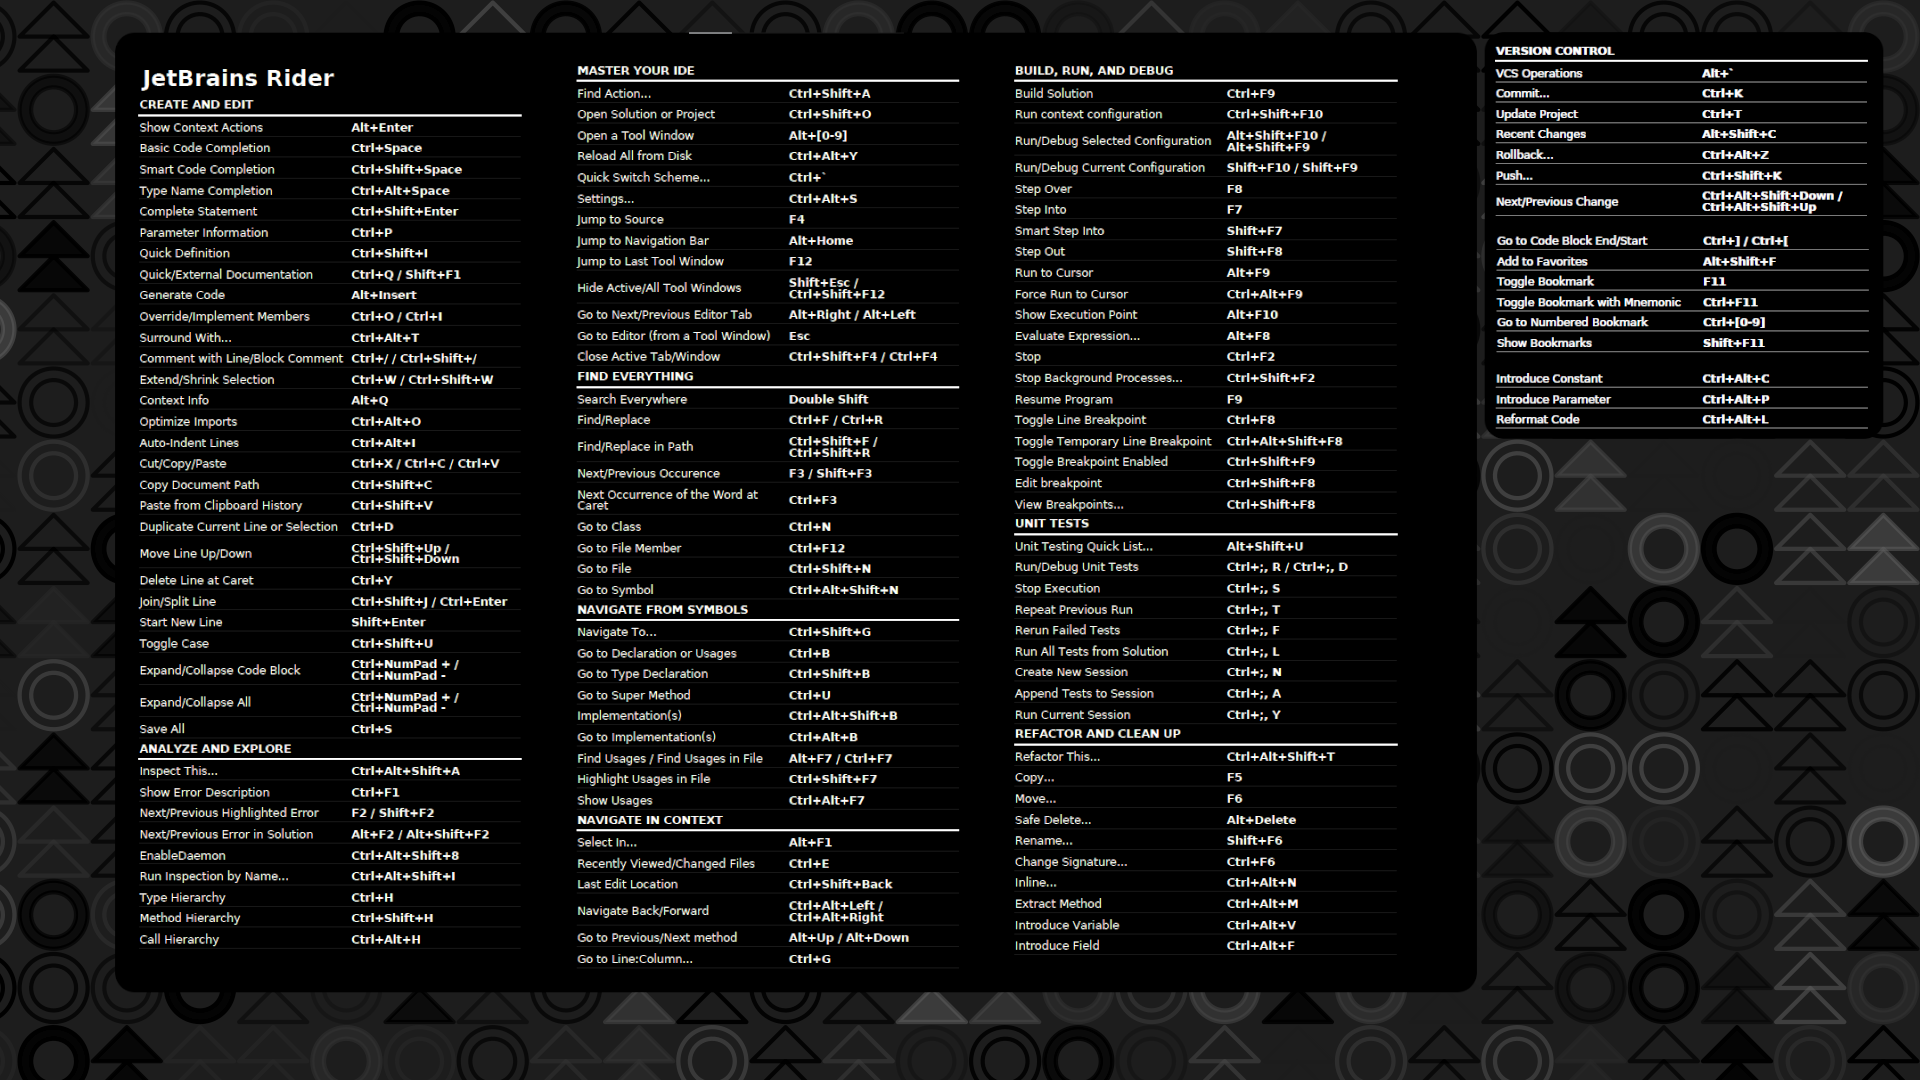 JetBrains Rider
CREATE AND EDIT
Show Context Actions Alt+Enter
Basic Code Completion Ctrl+Space
Smart Code Completion Ctrl+Shift+Space
Type Name Completion Ctrl+Alt+Space
Complete Statement Ctrl+Shift+Enter
Parameter Information Ctrl+P
Quick Definition Ctrl+Shift+I
Quick/External Documentation Ctrl+Q / Shift+F1
Generate Code Alt+Insert
Override/Implement Members Ctrl+O / Ctrl+I
Surround With... Ctrl+Alt+T
Comment with Line/Block Comment Ctrl+/ / Ctrl+Shift+/
Extend/Shrink Selection Ctrl+W / Ctrl+Shift+W
Context Info Alt+Q
Optimize Imports Ctrl+Alt+O
Auto-Indent Lines Ctrl+Alt+I
Cut/Copy/Paste Ctrl+X / Ctrl+C / Ctrl+V
Copy Document Path Ctrl+Shift+C
Paste from Clipboard History Ctrl+Shift+V
Duplicate Current Line or Selection Ctrl+D
Move Line Up/Down Ctrl+Shift+Up /
Ctrl+Shift+Down
Delete Line at Caret Ctrl+Y
Join/Split Line Ctrl+Shift+J / Ctrl+Enter
Start New Line Shift+Enter
Toggle Case Ctrl+Shift+U
Expand/Collapse Code Block Ctrl+NumPad + /
Ctrl+NumPad -
Expand/Collapse All Ctrl+NumPad + /
Ctrl+NumPad -
Save All Ctrl+S
ANALYZE AND EXPLORE
Inspect This... Ctrl+Alt+Shift+A
Show Error Description Ctrl+F1
Next/Previous Highlighted Error F2 / Shift+F2
Next/Previous Error in Solution Alt+F2 / Alt+Shift+F2
EnableDaemon Ctrl+Alt+Shift+8
Run Inspection by Name... Ctrl+Alt+Shift+I
Type Hierarchy Ctrl+H
Method Hierarchy Ctrl+Shift+H
Call Hierarchy Ctrl+Alt+H
MASTER YOUR IDE
Find Action... Ctrl+Shift+A
Open Solution or Project Ctrl+Shift+O
Open a Tool Window Alt+[0-9]
Reload All from Disk Ctrl+Alt+Y
Quick Switch Scheme... Ctrl+`
Settings... Ctrl+Alt+S
Jump to Source F4
Jump to Navigation Bar Alt+Home
Jump to Last Tool Window F12
Hide Active/All Tool Windows Shift+Esc /
Ctrl+Shift+F12
Go to Next/Previous Editor Tab Alt+Right / Alt+Left
Go to Editor (from a Tool Window) Esc
Close Active Tab/Window Ctrl+Shift+F4 / Ctrl+F4
FIND EVERYTHING
Search Everywhere Double Shift
Find/Replace Ctrl+F / Ctrl+R
Find/Replace in Path Ctrl+Shift+F /
Ctrl+Shift+R
Next/Previous Occurence F3 / Shift+F3
Next Occurrence of the Word at
Caret Ctrl+F3
Go to Class Ctrl+N
Go to File Member Ctrl+F12
Go to File Ctrl+Shift+N
Go to Symbol Ctrl+Alt+Shift+N
NAVIGATE FROM SYMBOLS
Navigate To... Ctrl+Shift+G
Go to Declaration or Usages Ctrl+B
Go to Type Declaration Ctrl+Shift+B
Go to Super Method Ctrl+U
Implementation(s) Ctrl+Alt+Shift+B
Go to Implementation(s) Ctrl+Alt+B
Find Usages / Find Usages in File Alt+F7 / Ctrl+F7
Highlight Usages in File Ctrl+Shift+F7
Show Usages Ctrl+Alt+F7
NAVIGATE IN CONTEXT
Select In... Alt+F1
Recently Viewed/Changed Files Ctrl+E
Last Edit Location Ctrl+Shift+Back
Navigate Back/Forward Ctrl+Alt+Left /
Ctrl+Alt+Right
Go to Previous/Next method Alt+Up / Alt+Down
Go to Line:Column... Ctrl+G
BUILD, RUN, AND DEBUG
Build Solution Ctrl+F9
Run context configuration Ctrl+Shift+F10
Run/Debug Selected Configuration Alt+Shift+F10 /
Alt+Shift+F9
Run/Debug Current Configuration Shift+F10 / Shift+F9
Step Over F8
Step Into F7
Smart Step Into Shift+F7
Step Out Shift+F8
Run to Cursor Alt+F9
Force Run to Cursor Ctrl+Alt+F9
Show Execution Point Alt+F10
Evaluate Expression... Alt+F8
Stop Ctrl+F2
Stop Background Processes... Ctrl+Shift+F2
Resume Program F9
Toggle Line Breakpoint Ctrl+F8
Toggle Temporary Line Breakpoint Ctrl+Alt+Shift+F8
Toggle Breakpoint Enabled Ctrl+Shift+F9
Edit breakpoint Ctrl+Shift+F8
View Breakpoints... Ctrl+Shift+F8
UNIT TESTS
Unit Testing Quick List... Alt+Shift+U
Run/Debug Unit Tests Ctrl+;, R / Ctrl+;, D
Stop Execution Ctrl+;, S
Repeat Previous Run Ctrl+;, T
Rerun Failed Tests Ctrl+;, F
Run All Tests from Solution Ctrl+;, L
Create New Session Ctrl+;, N
Append Tests to Session Ctrl+;, A
Run Current Session Ctrl+;, Y
REFACTOR AND CLEAN UP
Refactor This... Ctrl+Alt+Shift+T
Copy... F5
Move... F6
Safe Delete... Alt+Delete
Rename... Shift+F6
Change Signature... Ctrl+F6
Inline... Ctrl+Alt+N
Extract Method Ctrl+Alt+M
Introduce Variable Ctrl+Alt+V
Introduce Field Ctrl+Alt+F
VERSION CONTROL
VCS Operations Alt+`
Commit... Ctrl+K
Update Project Ctrl+T
Recent Changes Alt+Shift+C
Rollback... Ctrl+Alt+Z
Push... Ctrl+Shift+K
Next/Previous Change Ctrl+Alt+Shift+Down /
Ctrl+Alt+Shift+Up
Go to Code Block End/Start Ctrl+] / Ctrl+[
Add to Favorites Alt+Shift+F
Toggle Bookmark F11
Toggle Bookmark with Mnemonic Ctrl+F11
Go to Numbered Bookmark Ctrl+[0-9]
Show Bookmarks Shift+F11
Introduce Constant Ctrl+Alt+C
Introduce Parameter Ctrl+Alt+P
Reformat Code Ctrl+Alt+L